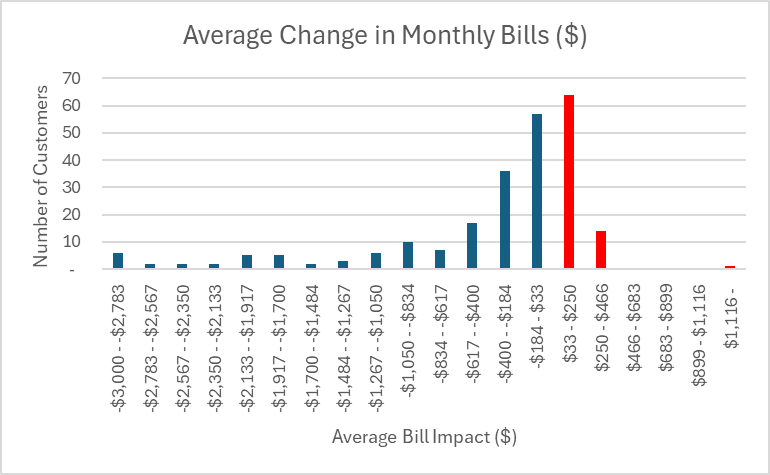 Average Change in Monthly Bills ($)
Number of Customers
70
60
50
40
30
20
10
-
-$3,000 - -$2,783
-$2,783 - -$2,567
-$2,567 - -$2,350
-$2,350 - -$2,133
-$2,133 - -$1,917
-$1,917 - -$1,700
-$1,700 - -$1,484
-$1,484 - -$1,267
-$1,267 - -$1,050
-$1,050 - -$834
-$834 - -$617
-$617 - -$400
-$400 - -$184
-$184 - $33
$33 - $250
$250 - $466
$466 - $683
$683 - $899
$899 - $1,116
$1,116 -
Average Bill Impact ($)